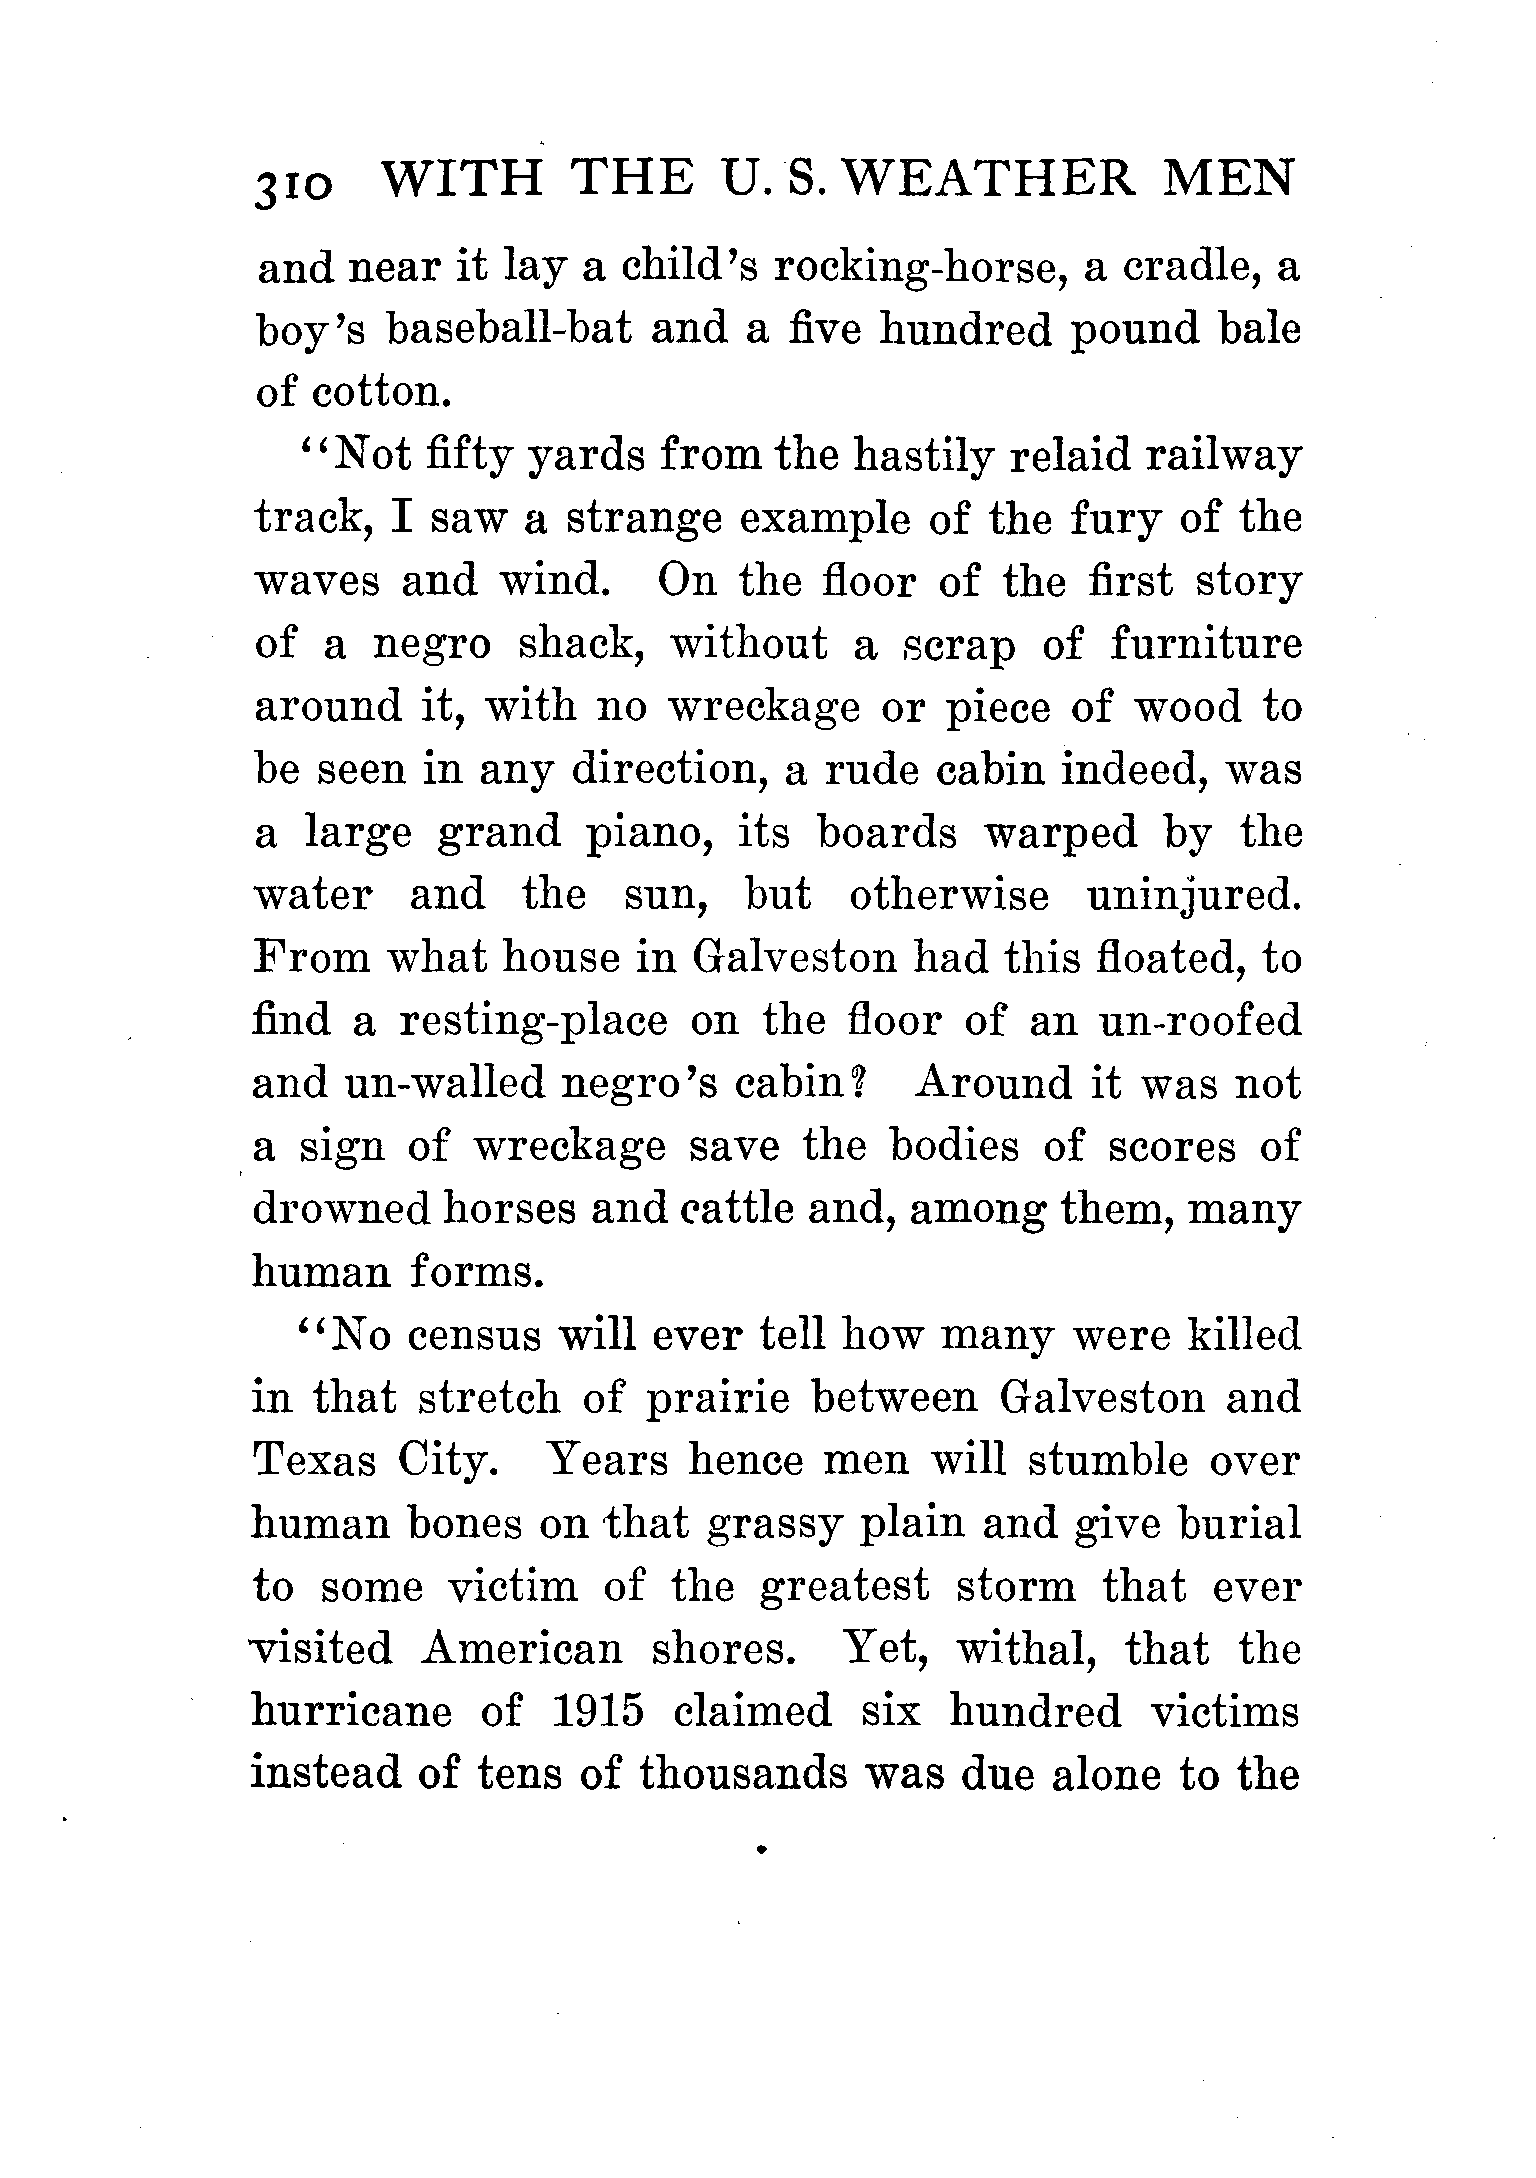 310 WITH THE U. S. WEATHER MEN
and near it lay a child's rocking-horse, a cradle, a
boy's baseball-bat and a five hundred pound bale
of cotton.
"Not fifty yards from the hastily relaid railway
track, I saw a strange example of the fury of the
waves and wind. On the floor of the first story
of a negro shack, without a scrap of furniture
around it, with no wreckage or piece of wood to
be seen in any direction, a rude cabin indeed, was
a large grand piano, its boards warped by the
water and the sun, but otherwise uninjured.
From what house in Galveston had this floated, to
find a resting-place on the floor of an un-roofed
and un-walled negro's cabin? Around it was not
a sign of wreckage save the bodies of scores of
drowned horses and cattle and, among them, many
human forms.
"No census will ever tell how many were killed
in that stretch of prairie between Galveston and
Texas City. Years hence men will stumble over
human bones on that grassy plain and give burial
to some victim of the greatest storm that ever
visited American shores. Yet, withal, that the
hurricane of 1915 claimed six hundred victims
instead of tens of thousands was due alone to the